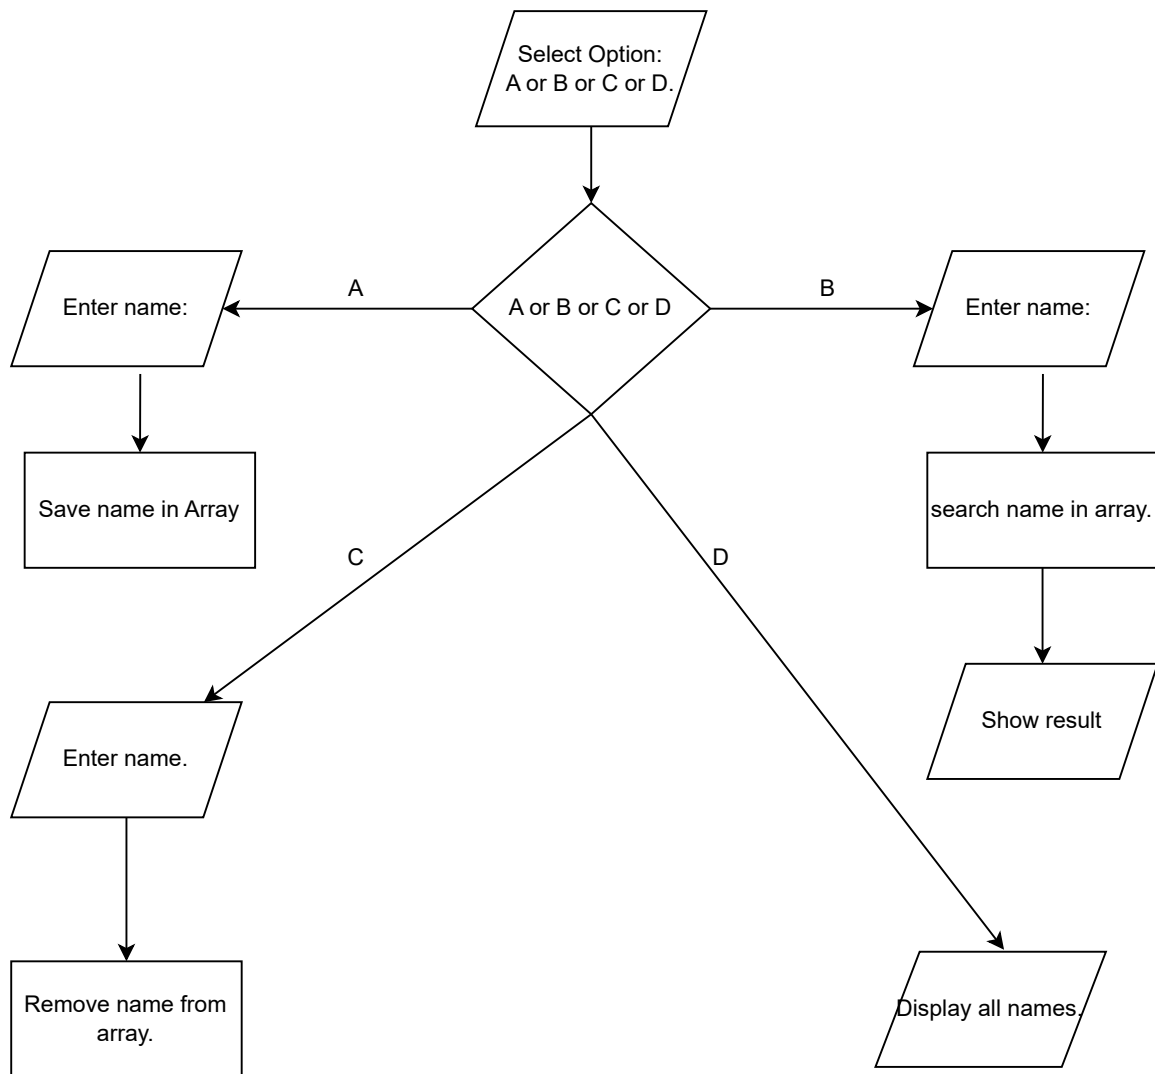 Select Option:
A or B or C or D.
A
A or B or C or D
B
Enter name:
Enter name:
Save name in Array
search name in array.
C
D
Show result
Enter name.
Remove name from
array.
Display all names.